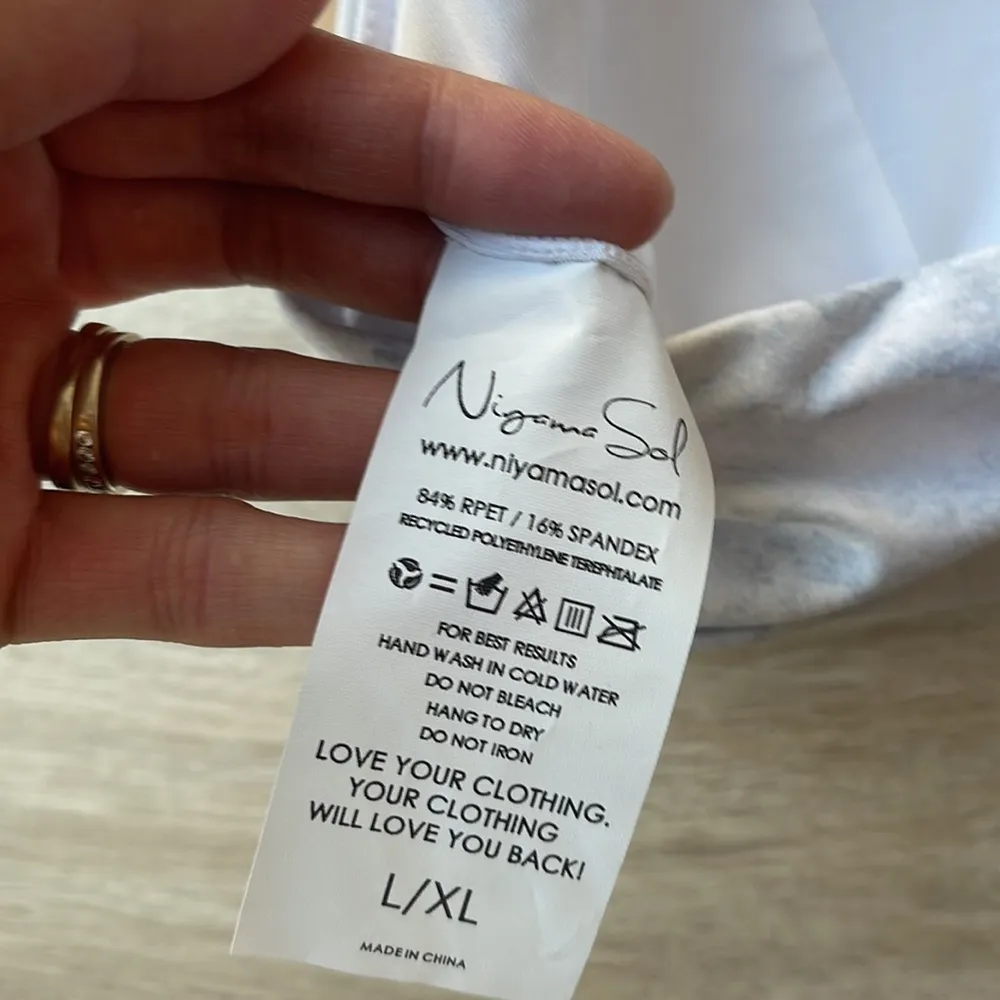 Niyama Sol
www.niyamasol.com
84% RPET / 16% SPANDEX
RECYCLED POLYETHYLENE TEREPHTALATE
=
FOR BEST RESULTS
HAND WASH IN COLD WATER
DO NOT BLEACH
HANG TO DRY
DO NOT IRON
LOVE YOUR CLOTHING.
YOUR CLOTHING
WILL LOVE YOU BACK!
L/XL
MADE IN CHINA